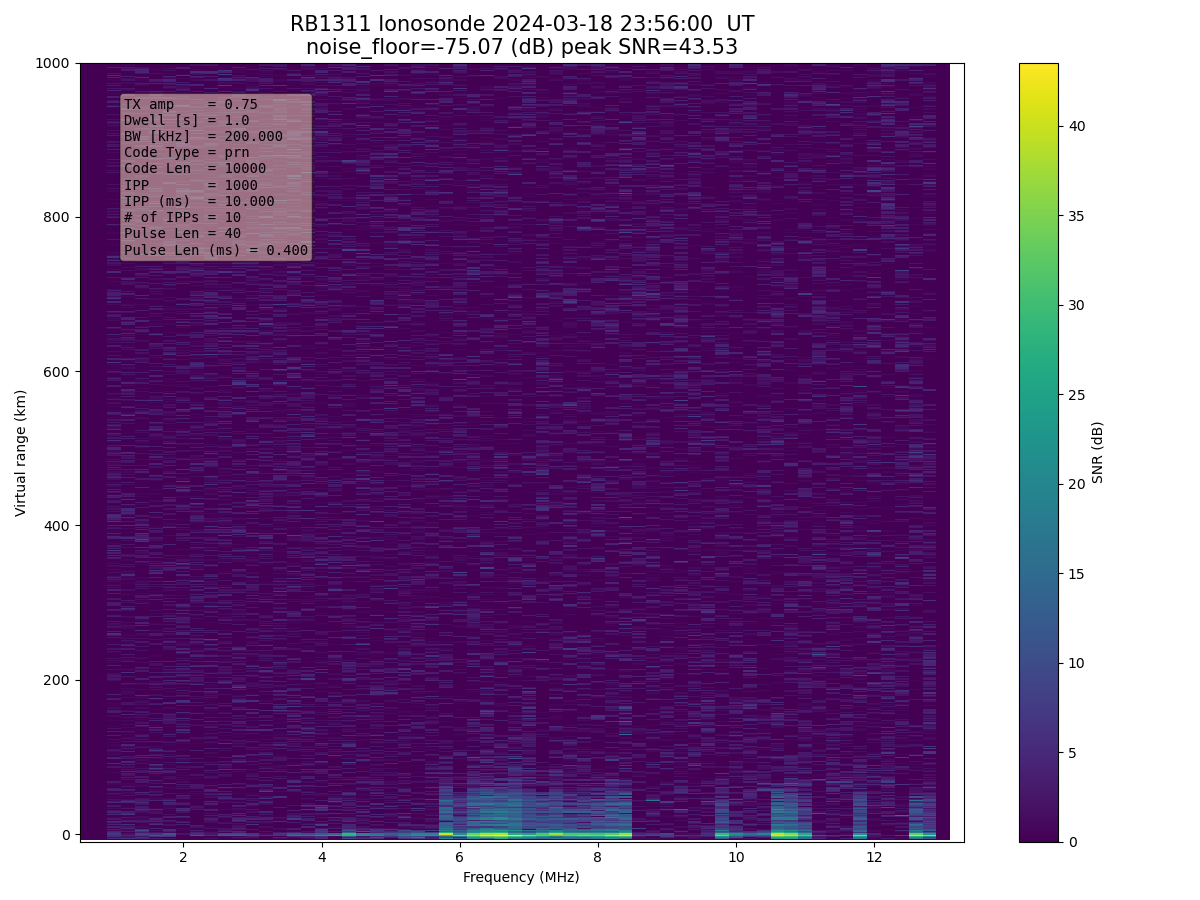 RB1311 Ionosonde 2024-03-18 23:56:00  UT
noise_floor=-75.07 (dB) peak SNR=43.53
TX amp    = 0.75
Dwell [s] = 1.0
BW [kHz]  = 200.000
Code Type = prn
Code Len  = 10000
IPP       = 1000
IPP (ms)  = 10.000
# of IPPs = 10
Pulse Len = 40
Pulse Len (ms) = 0.400
Virtual range (km)
1000
800
600
400
200
0
2 4 6 8 10 12
Frequency (MHz)
40
35
30
25
20
15
10
5
0
SNR (dB)